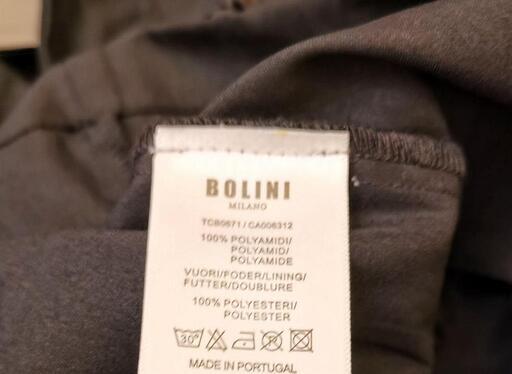 BOLINI
MILANO
TCB0671 / CA006312
100% POLYAMIDI/
POLYAMID/
POLYAMIDE
VUORI/FODER/LINING/
FUTTER/DOUBLURE
100% POLYESTERI/
POLYESTER
30°
MADE IN PORTUGAL